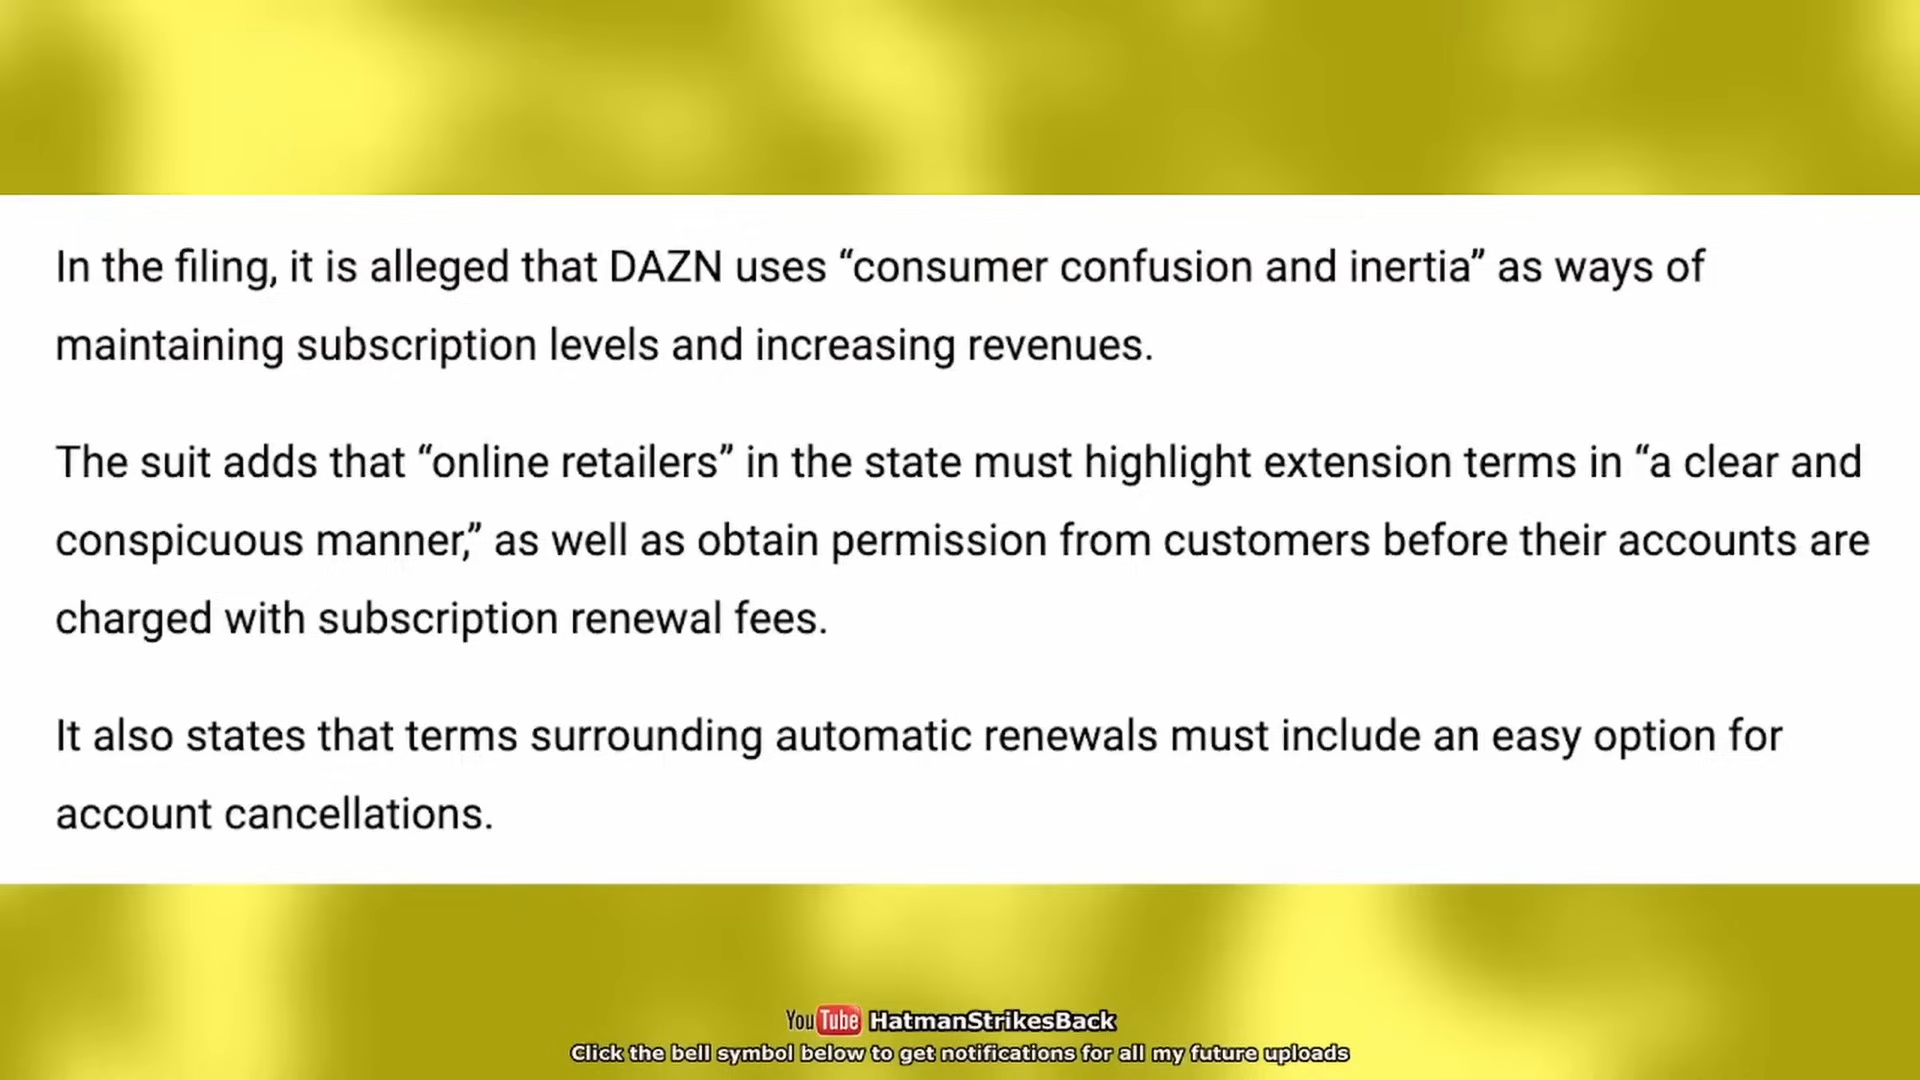 In the filing, it is alleged that DAZN uses “consumer confusion and inertia” as ways of
maintaining subscription levels and increasing revenues.
The suit adds that “online retailers” in the state must highlight extension terms in “a clear and
conspicuous manner,” as well as obtain permission from customers before their accounts are
charged with subscription renewal fees.
It also states that terms surrounding automatic renewals must include an easy option for
account cancellations.
YouTube HatmanStrikesBack
Click the bell symbol below to get notifications for all my future uploads